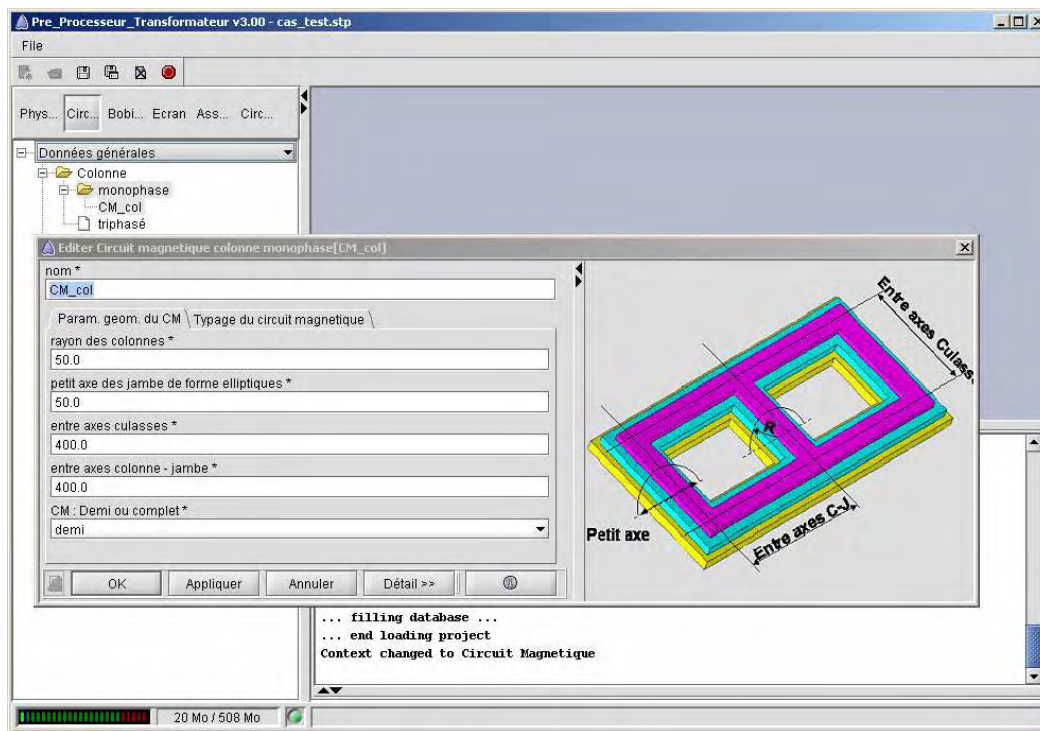 Pre_Processeur_Transformateur v3.00 - cas_test.stp
File
Phys... Circ... Bobi... Ecran Ass... Circ...
Données générales
Colonne
monophase
CM_col
triphasé
Editer Circuit magnetique colonne monophase[CM_col]
nom *
CM_col
Param. geom. du CM Typage du circuit magnetique
rayon des colonnes *
50.0
petit axe des jambe de forme elliptiques *
50.0
entre axes culasses *
400.0
entre axes colonne - jambe *
400.0
CM : Demi ou complet *
demi
OK Appliquer Annuler Détail >>
Entre axes Culass
R
Petit axe
Entre axes C-J
... filling database ...
... end loading project
Context changed to Circuit Magnetique
20 Mo / 508 Mo